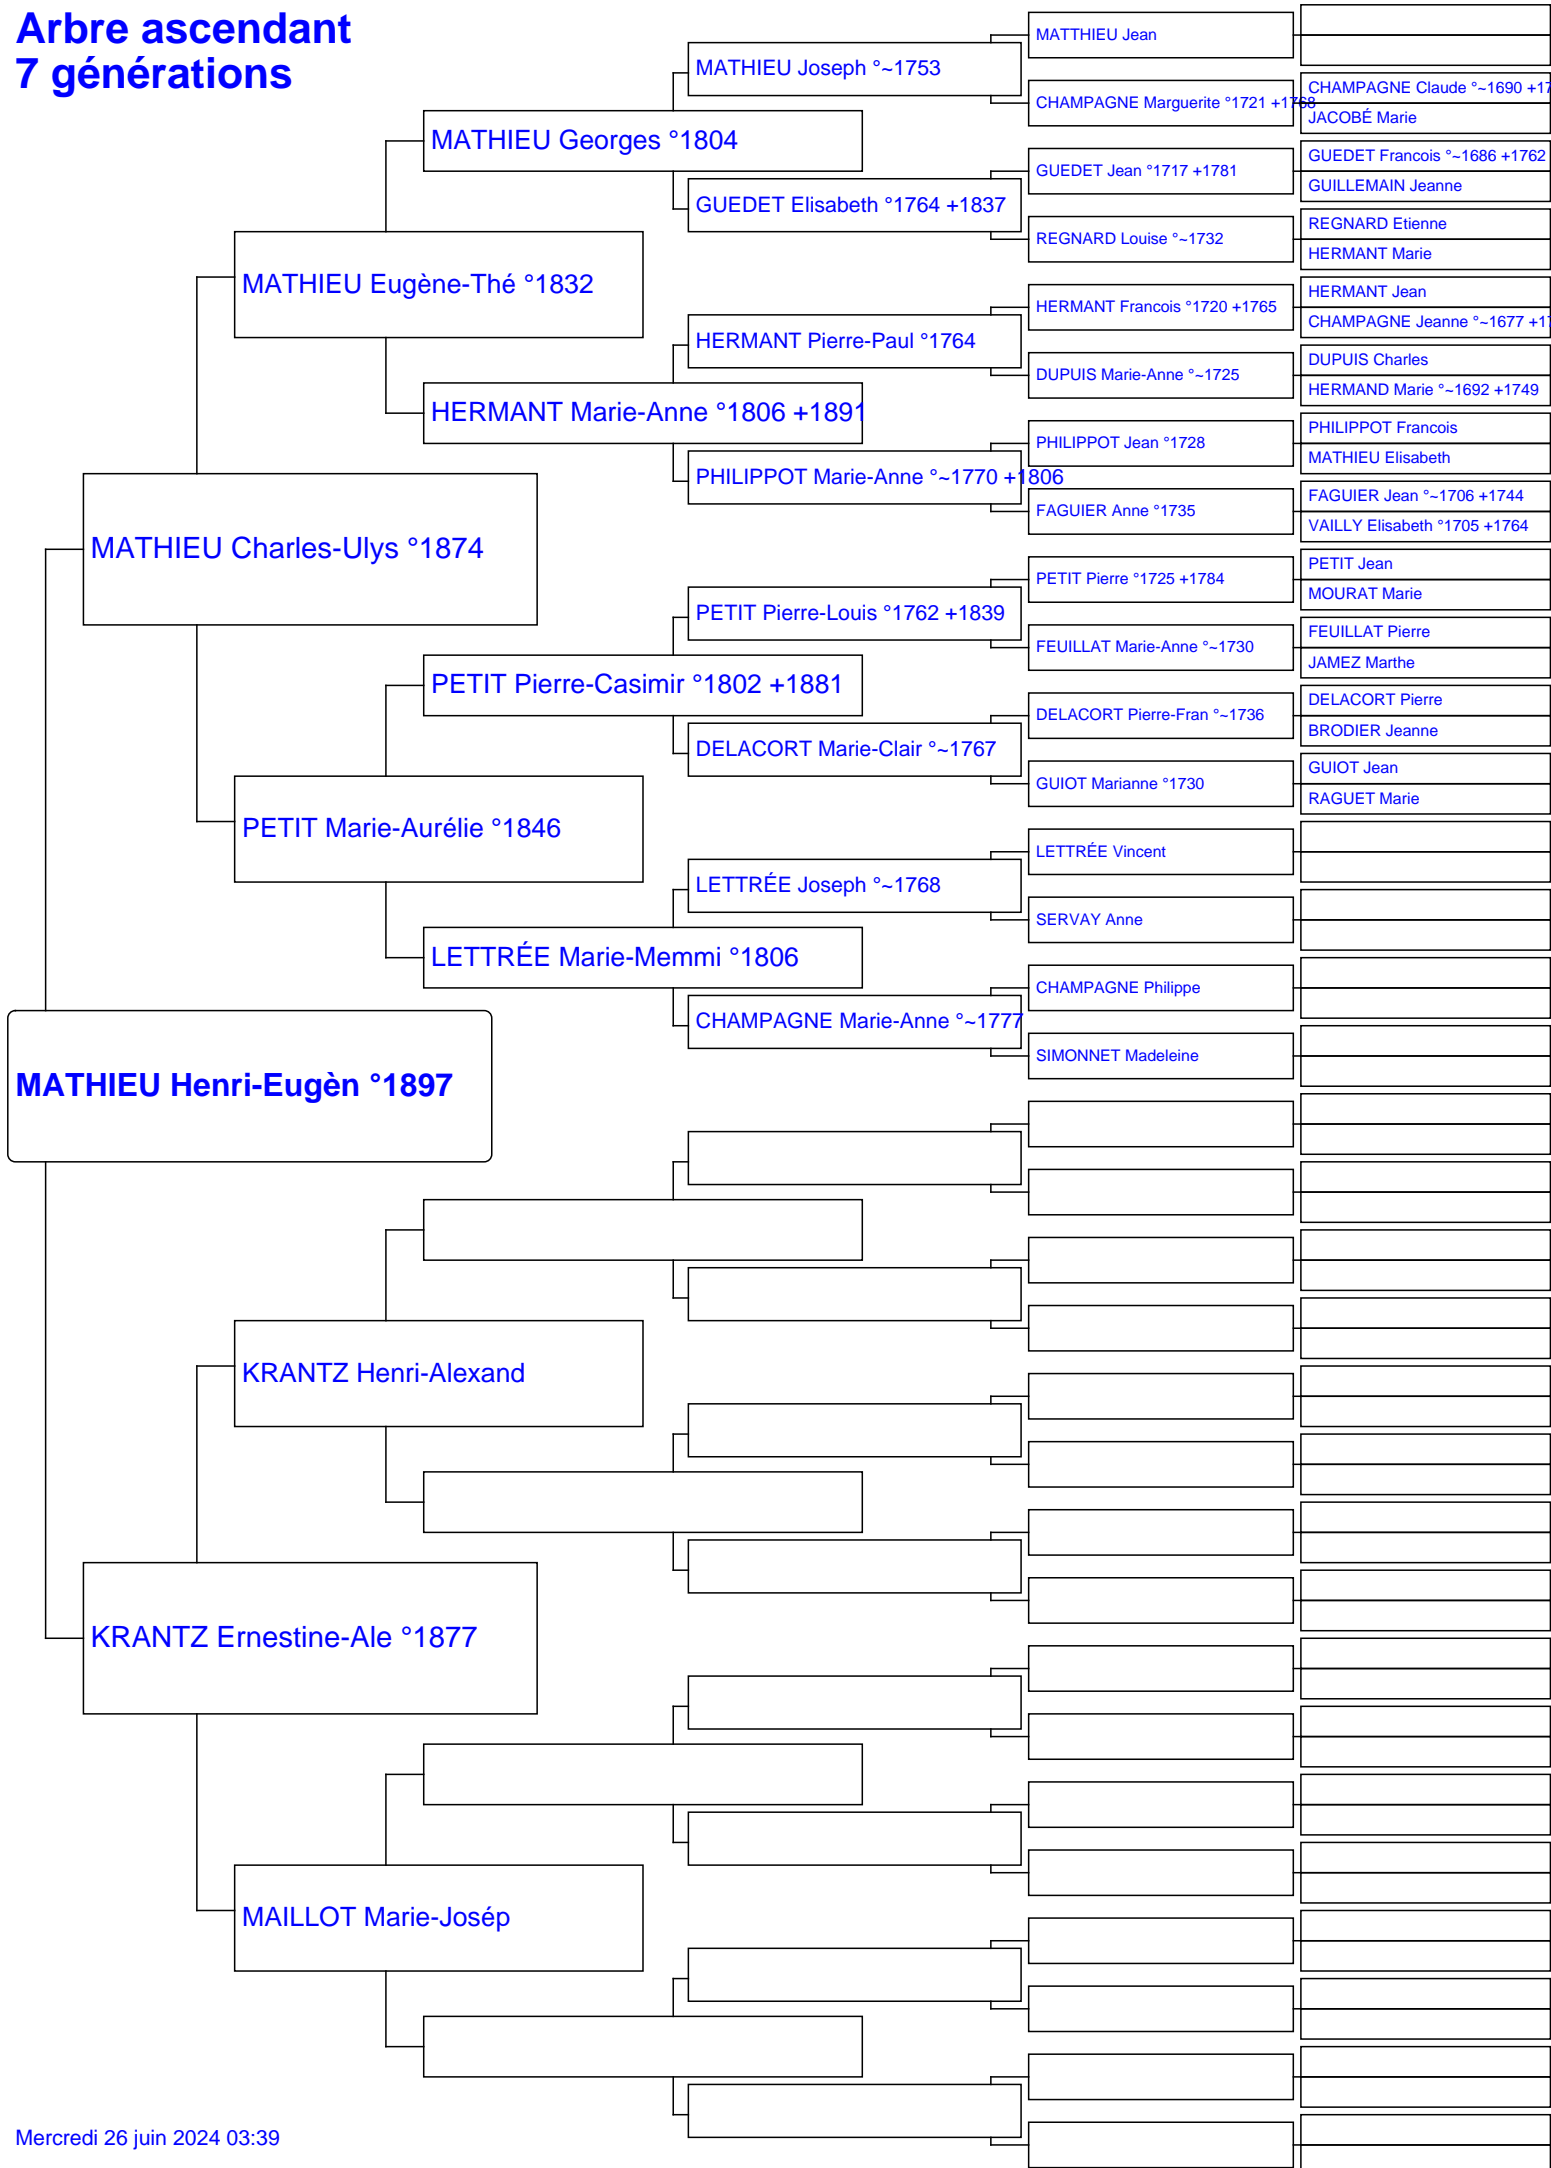 Arbre ascendant
7 générations
MATHIEU Henri-Eugèn °1897
MATHIEU Charles-Ulys °1874
KRANTZ Ernestine-Ale °1877
MATHIEU Eugène-Thé °1832
PETIT Marie-Aurélie °1846
KRANTZ Henri-Alexand
MAILLOT Marie-Josép
MATHIEU Georges °1804
HERMANT Marie-Anne °1806 +1891
PETIT Pierre-Casimir °1802 +1881
LETTRÉE Marie-Memmi °1806
MATHIEU Joseph °~1753
GUEDET Elisabeth °1764 +1837
HERMANT Pierre-Paul °1764
PHILIPPOT Marie-Anne °~1770 +1806
PETIT Pierre-Louis °1762 +1839
DELACORT Marie-Clair °~1767
LETTRÉE Joseph °~1768
CHAMPAGNE Marie-Anne °~1777
MATTHIEU Jean
CHAMPAGNE Marguerite °1721 +1768
GUEDET Jean °1717 +1781
REGNARD Louise °~1732
HERMANT Francois °1720 +1765
DUPUIS Marie-Anne °~1725
PHILIPPOT Jean °1728
FAGUIER Anne °1735
PETIT Pierre °1725 +1784
FEUILLAT Marie-Anne °~1730
DELACORT Pierre-Fran °~1736
GUIOT Marianne °1730
LETTRÉE Vincent
SERVAY Anne
CHAMPAGNE Philippe
SIMONNET Madeleine
CHAMPAGNE Claude °~1690 +17
JACOBÉ Marie
GUEDET Francois °~1686 +1762
GUILLEMAIN Jeanne
REGNARD Etienne
HERMANT Marie
HERMANT Jean
CHAMPAGNE Jeanne °~1677 +17
DUPUIS Charles
HERMAND Marie °~1692 +1749
PHILIPPOT Francois
MATHIEU Elisabeth
FAGUIER Jean °~1706 +1744
VAILLY Elisabeth °1705 +1764
PETIT Jean
MOURAT Marie
FEUILLAT Pierre
JAMEZ Marthe
DELACORT Pierre
BRODIER Jeanne
GUIOT Jean
RAGUET Marie
Mercredi 26 juin 2024 03:39